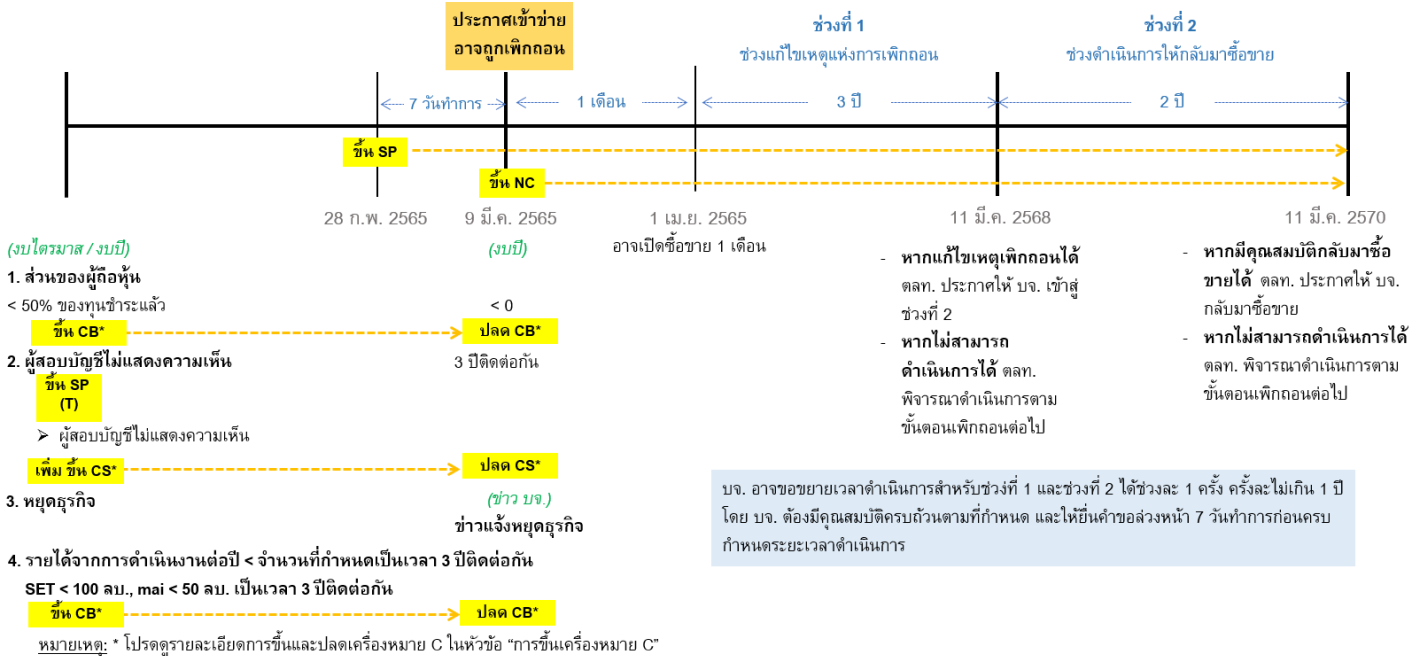 ประกาศเข้าข่าย
อาจถูกเพิกถอน
ช่วงที่ 1
ช่วงแก้ไขเหตุแห่งการเพิกถอน
ช่วงที่ 2
ช่วงดำเนินการให้กลับมาซื้อขาย
7 วันทำการ
1 เดือน
3 ปี
2 ปี
ขึ้น SP
ขึ้น NC
28 ก.พ. 2565
9 มี.ค. 2565
1 เม.ย. 2565
11 มี.ค. 2568
11 มี.ค. 2570
อาจเปิดซื้อขาย 1 เดือน
(งบไตรมาส / งบปี)
(งบปี)
1. ส่วนของผู้ถือหุ้น
< 50% ของทุนชำระแล้ว
< 0
ขึ้น CB*
ปลด CB*
2. ผู้สอบบัญชีไม่แสดงความเห็น
3 ปีติดต่อกัน
ขึ้น SP
(T)
➢ ผู้สอบบัญชีไม่แสดงความเห็น
เพิ่ม ขึ้น CS*
ปลด CS*
3. หยุดธุรกิจ
(ข่าว บจ.)
ข่าวแจ้งหยุดธุรกิจ
4. รายได้จากการดำเนินงานต่อปี < จำนวนที่กำหนดเป็นเวลา 3 ปีติดต่อกัน
SET < 100 ลบ., mai < 50 ลบ. เป็นเวลา 3 ปีติดต่อกัน
ขึ้น CB*
ปลด CB*
หมายเหตุ: * โปรดดูรายละเอียดการขึ้นและปลดเครื่องหมาย C ในหัวข้อ “การขึ้นเครื่องหมาย C”
- หากแก้ไขเหตุเพิกถอนได้
ตลท. ประกาศให้ บจ. เข้าสู่
ช่วงที่ 2
- หากไม่สามารถ
ดำเนินการได้ ตลท.
พิจารณาดำเนินการตาม
ขั้นตอนเพิกถอนต่อไป
- หากมีคุณสมบัติกลับมาซื้อ
ขายได้ ตลท. ประกาศให้ บจ.
กลับมาซื้อขาย
- หากไม่สามารถดำเนินการได้
ตลท. พิจารณาดำเนินการตาม
ขั้นตอนเพิกถอนต่อไป
บจ. อาจขอขยายเวลาดำเนินการสำหรับช่วง่ที่ 1 และช่วงที่ 2 ได้ช่วงละ 1 ครั้ง ครั้งละไม่เกิน 1 ปี
โดย บจ. ต้องมีคุณสมบัติครบถ้วนตามที่กำหนด และให้ยื่นคำขอล่วงหน้า 7 วันทำการก่อนครบ
กำหนดระยะเวลาดำเนินการ